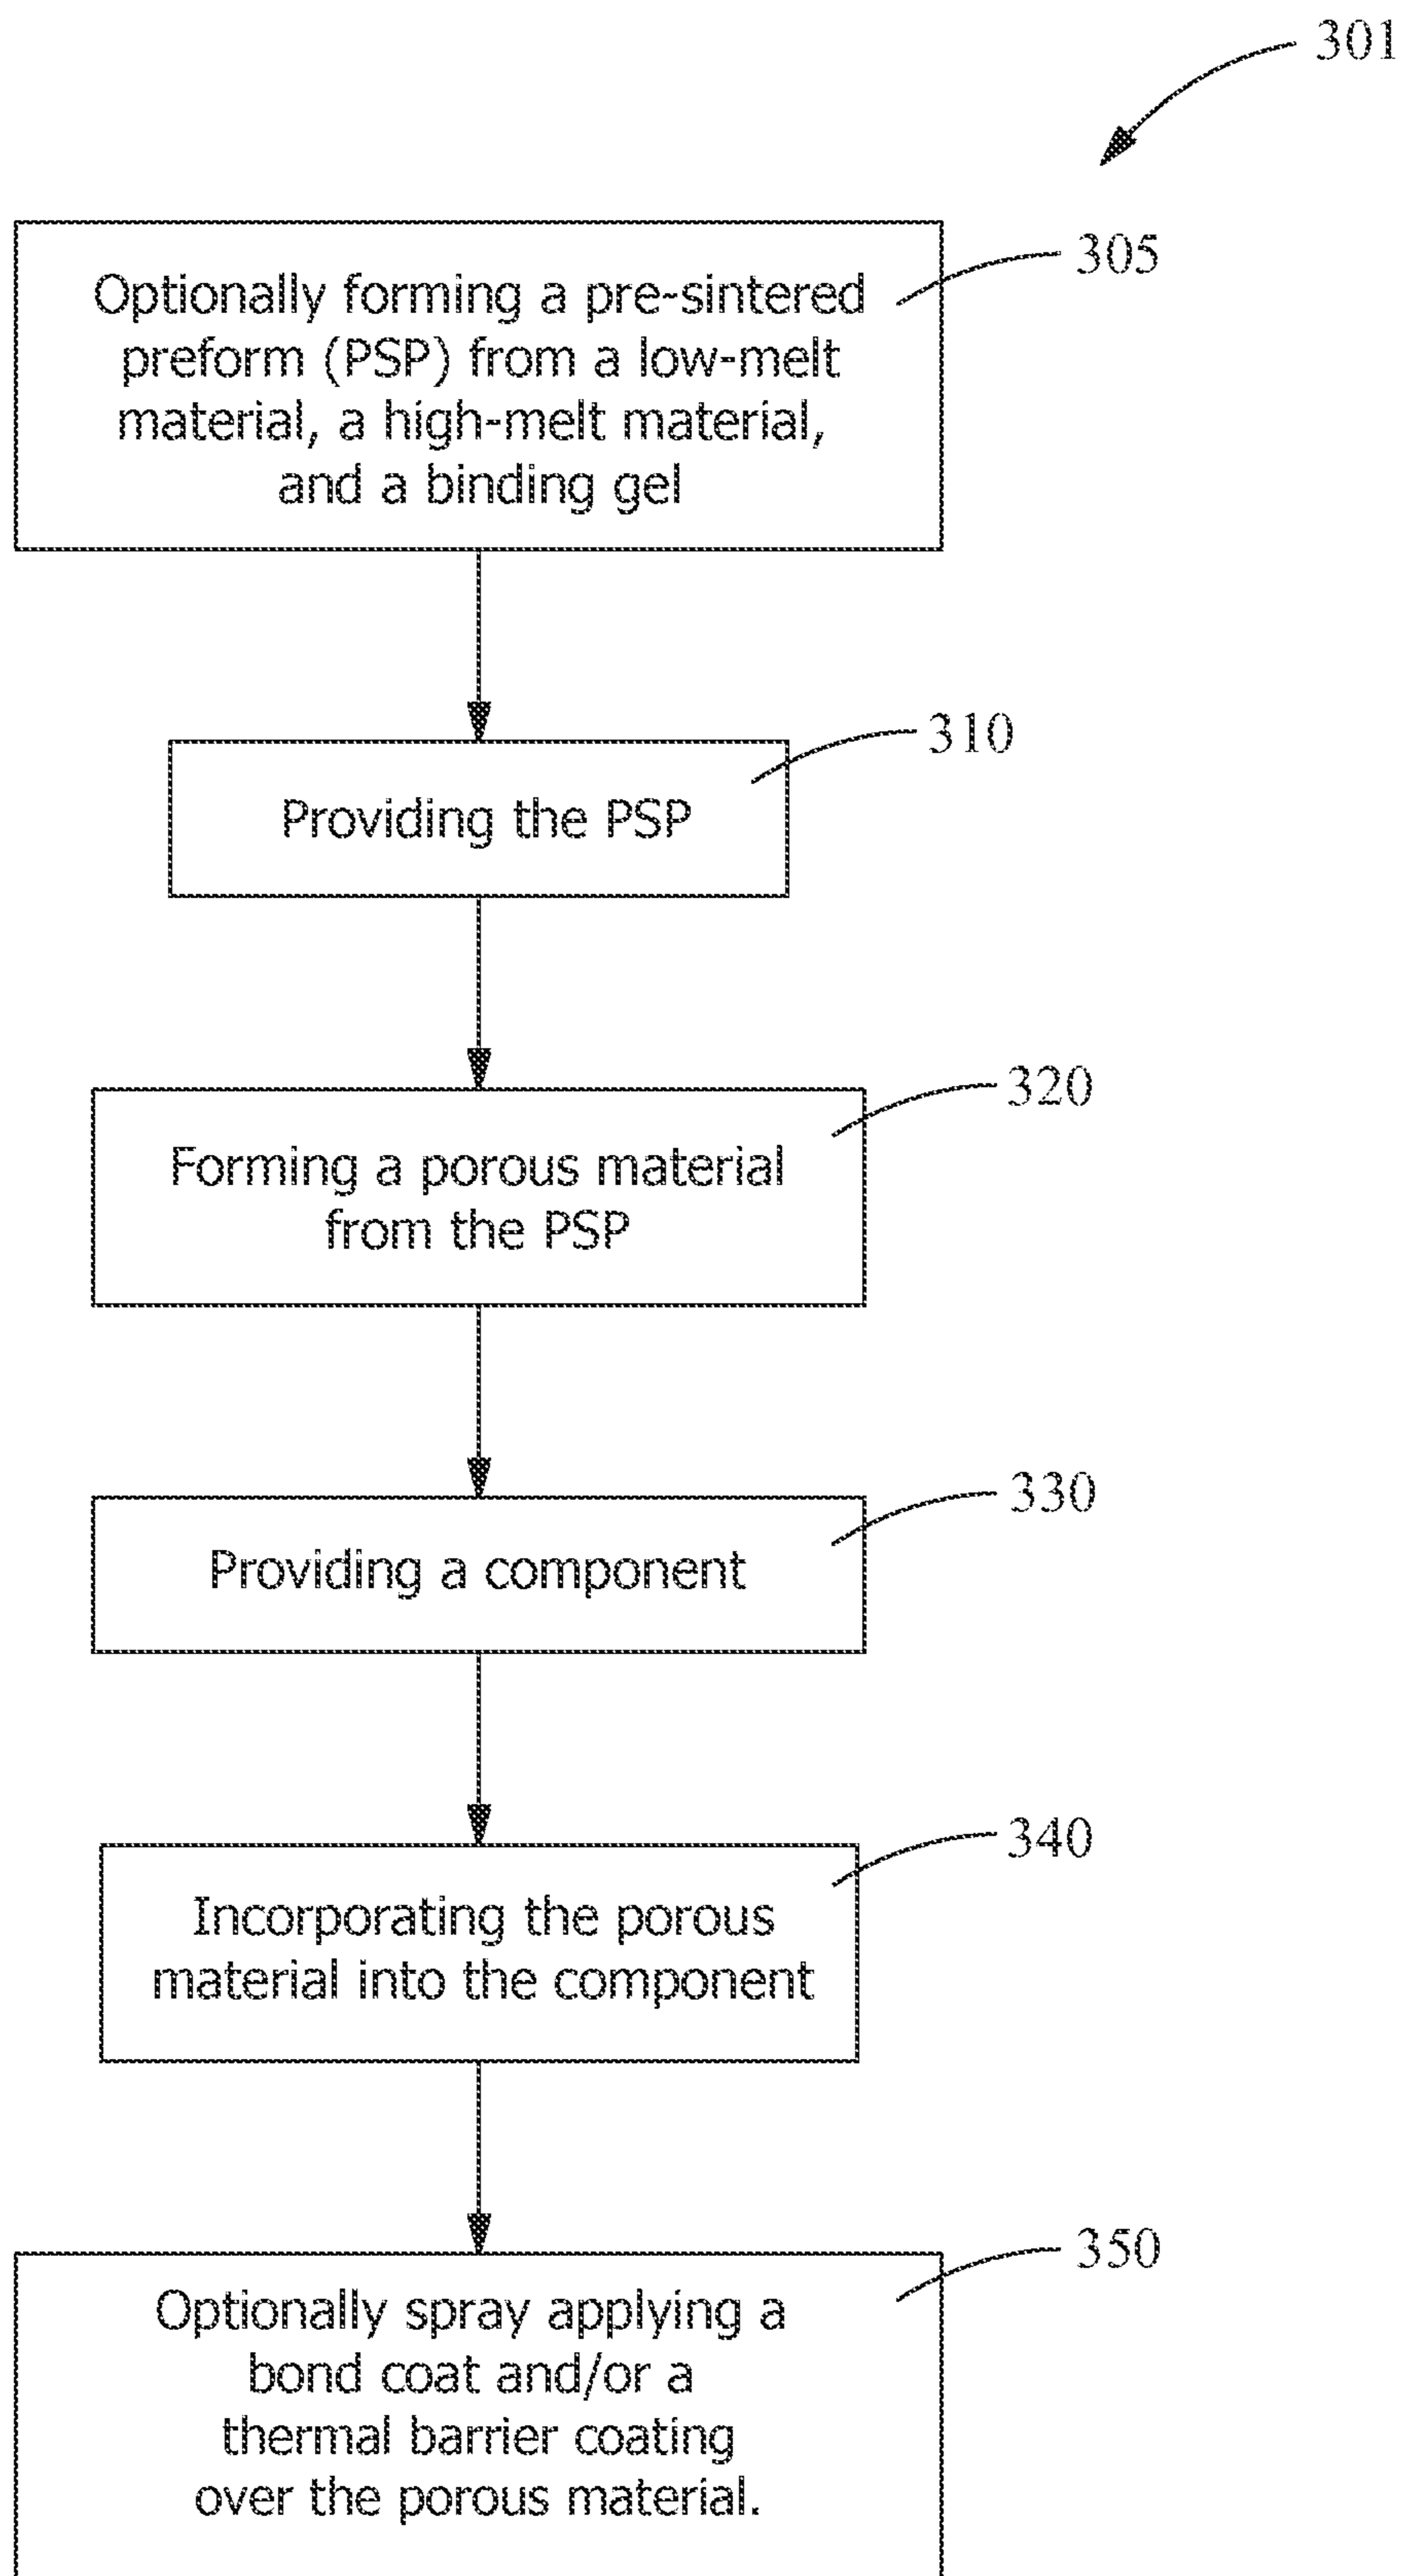 301
305
Optionally forming a pre-sintered
preform (PSP) from a low-melt
material, a high-melt material,
and a binding gel
310
Providing the PSP
320
Forming a porous material
from the PSP
330
Providing a component
340
Incorporating the porous
material into the component
350
Optionally spray applying a
bond coat and/or a
thermal barrier coating
over the porous material.